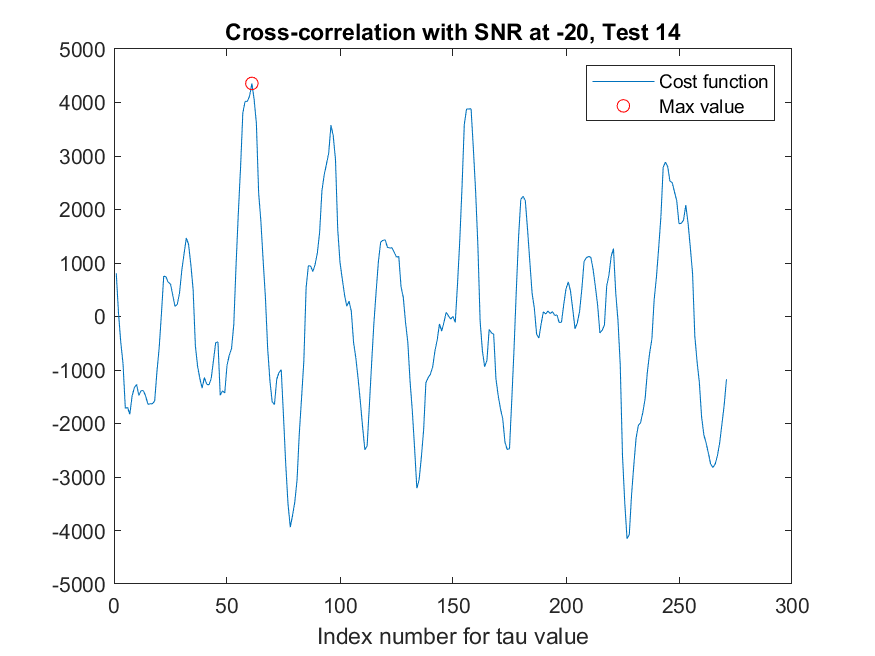 Cross-correlation with SNR at -20, Test 14
5000
4000
3000
2000
1000
0
-1000
-2000
-3000
-4000
-5000
0 50 100 150 200 250 300
Index number for tau value
Cost function
Max value